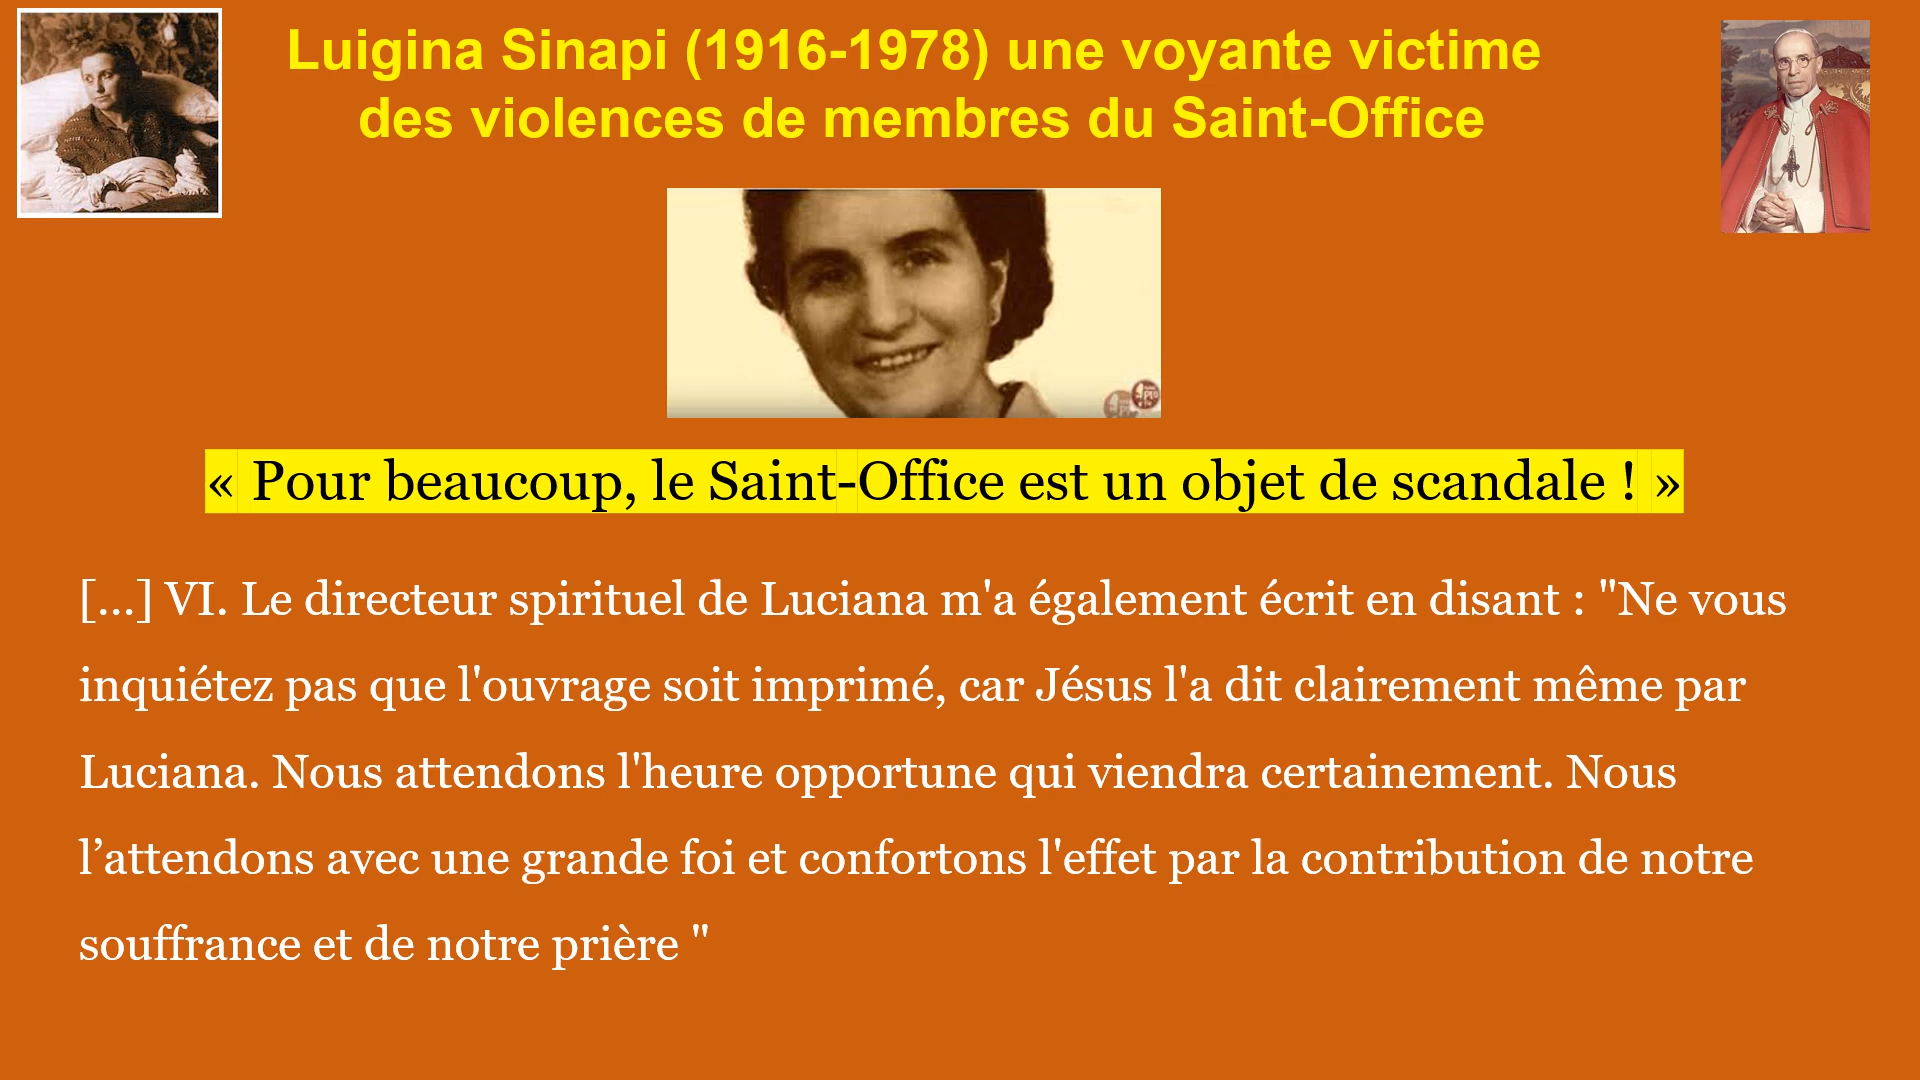 Luigina Sinapi (1916-1978) une voyante victime
des violences de membres du Saint-Office
« Pour beaucoup, le Saint-Office est un objet de scandale ! »
[...] VI. Le directeur spirituel de Luciana m'a également écrit en disant : "Ne vous
inquiétez pas que l'ouvrage soit imprimé, car Jésus l'a dit clairement même par
Luciana. Nous attendons l'heure opportune qui viendra certainement. Nous
l’attendons avec une grande foi et confortons l'effet par la contribution de notre
souffrance et de notre prière "